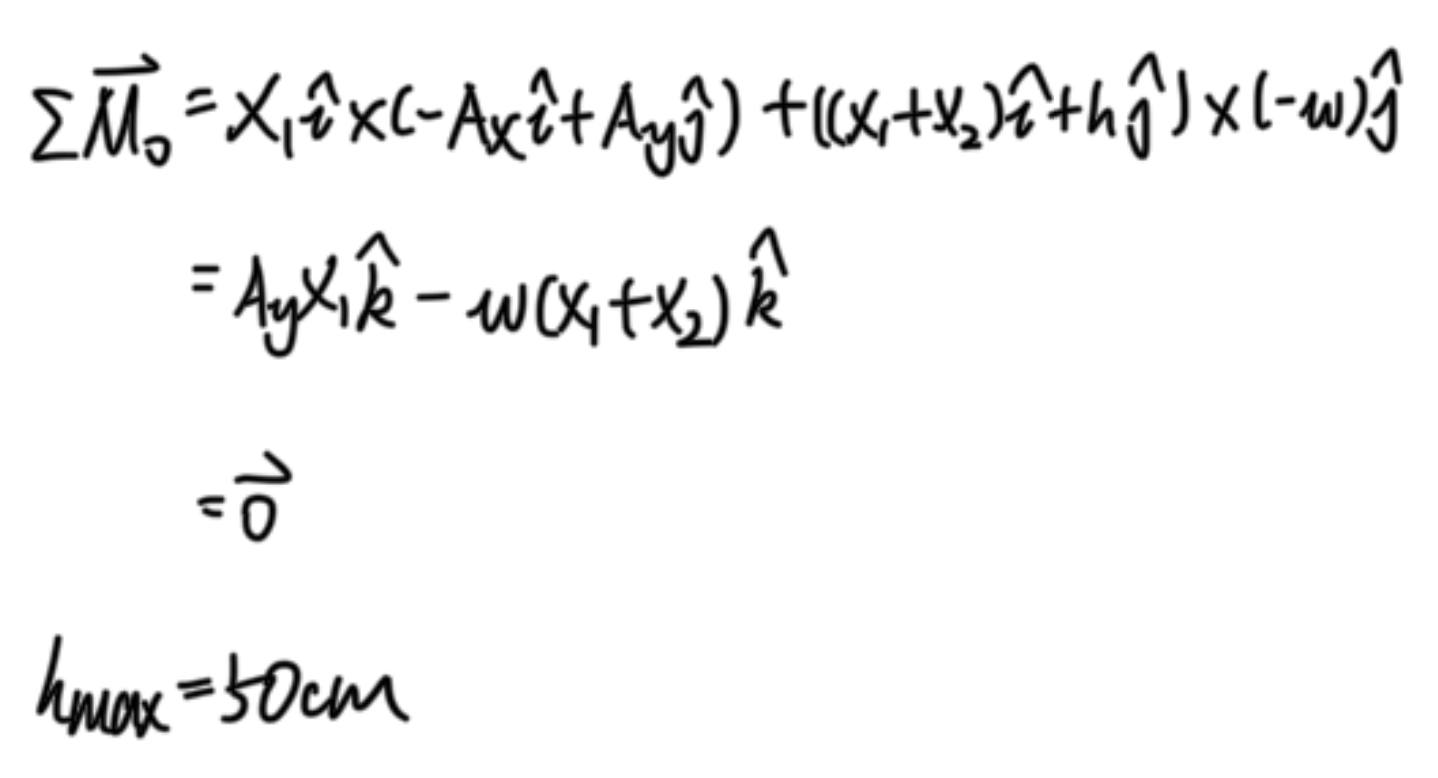 $\sum \vec{M}_0 = x_1 \hat{i} \times (-A_x \hat{i} + A_y \hat{j}) + ((x_1 + x_2) \hat{i} + h \hat{j}) \times (-w) \hat{j}$
$= A_y x_1 \hat{k} - w(x_1 + x_2) \hat{k}$
$= \vec{0}$
$h_{max} = 50cm$